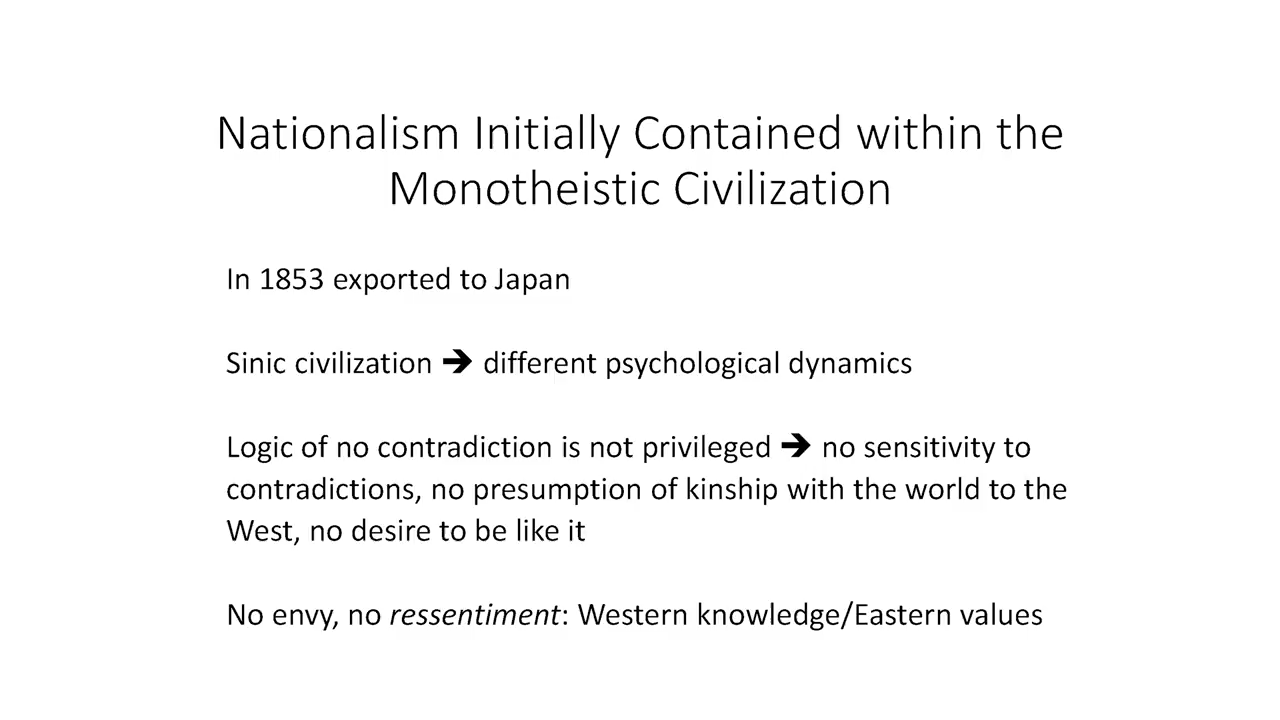 Nationalism Initially Contained within the
Monotheistic Civilization
In 1853 exported to Japan
Sinic civilization 🡺 different psychological dynamics
Logic of no contradiction is not privileged 🡺 no sensitivity to
contradictions, no presumption of kinship with the world to the
West, no desire to be like it
No envy, no ressentiment: Western knowledge/Eastern values